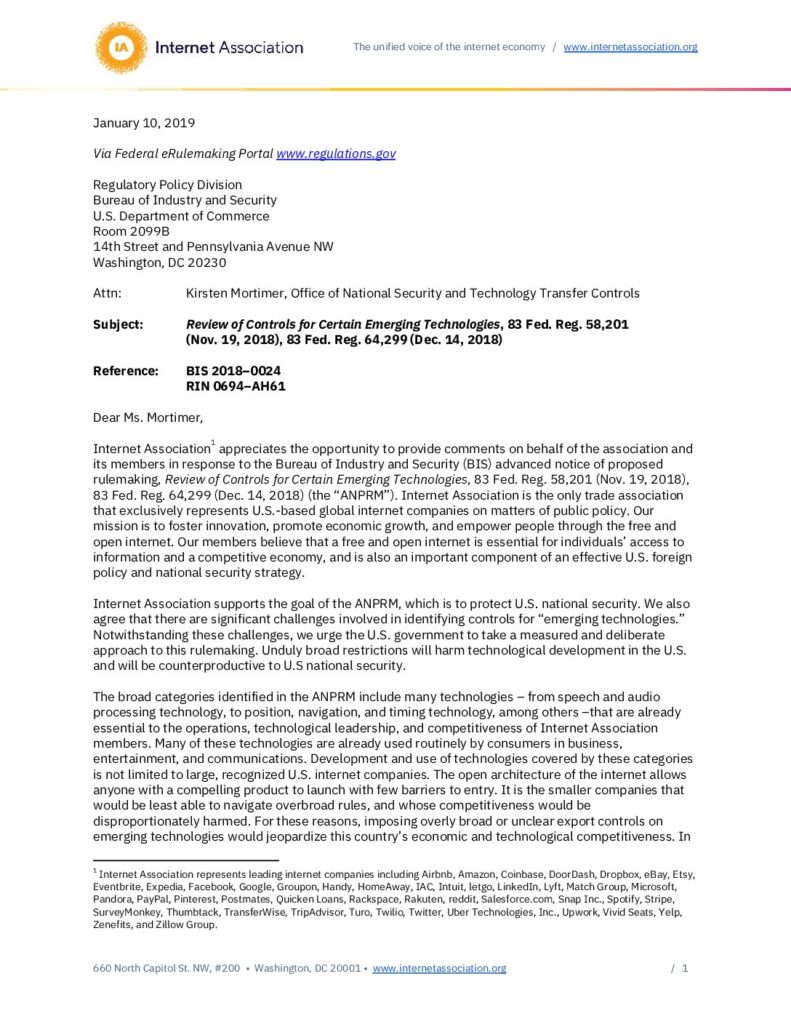 IA Internet Association The unified voice of the internet economy / www.internetassociation.org
January 10, 2019
Via Federal eRulemaking Portal www.regulations.gov
Regulatory Policy Division
Bureau of Industry and Security
U.S. Department of Commerce
Room 2099B
14th Street and Pennsylvania Avenue NW
Washington, DC 20230
Attn: Kirsten Mortimer, Office of National Security and Technology Transfer Controls
Subject: Review of Controls for Certain Emerging Technologies, 83 Fed. Reg. 58,201
(Nov. 19, 2018), 83 Fed. Reg. 64,299 (Dec. 14, 2018)
Reference: BIS 2018–0024
RIN 0694–AH61
Dear Ms. Mortimer,
Internet Association1 appreciates the opportunity to provide comments on behalf of the association and
its members in response to the Bureau of Industry and Security (BIS) advanced notice of proposed
rulemaking, Review of Controls for Certain Emerging Technologies, 83 Fed. Reg. 58,201 (Nov. 19, 2018),
83 Fed. Reg. 64,299 (Dec. 14, 2018) (the “ANPRM”). Internet Association is the only trade association
that exclusively represents U.S.-based global internet companies on matters of public policy. Our
mission is to foster innovation, promote economic growth, and empower people through the free and
open internet. Our members believe that a free and open internet is essential for individuals’ access to
information and a competitive economy, and is also an important component of an effective U.S. foreign
policy and national security strategy.
Internet Association supports the goal of the ANPRM, which is to protect U.S. national security. We also
agree that there are significant challenges involved in identifying controls for “emerging technologies.”
Notwithstanding these challenges, we urge the U.S. government to take a measured and deliberate
approach to this rulemaking. Unduly broad restrictions will harm technological development in the U.S.
and will be counterproductive to U.S national security.
The broad categories identified in the ANPRM include many technologies – from speech and audio
processing technology, to position, navigation, and timing technology, among others –that are already
essential to the operations, technological leadership, and competitiveness of Internet Association
members. Many of these technologies are already used routinely by consumers in business,
entertainment, and communications. Development and use of technologies covered by these categories
is not limited to large, recognized U.S. internet companies. The open architecture of the internet allows
anyone with a compelling product to launch with few barriers to entry. It is the smaller companies that
would be least able to navigate overbroad rules, and whose competitiveness would be
disproportionately harmed. For these reasons, imposing overly broad or unclear export controls on
emerging technologies would jeopardize this country’s economic and technological competitiveness. In
1 Internet Association represents leading internet companies including Airbnb, Amazon, Coinbase, DoorDash, Dropbox, eBay, Etsy,
Eventbrite, Expedia, Facebook, Google, Groupon, Handy, HomeAway, IAC, Intuit, letgo, LinkedIn, Lyft, Match Group, Microsoft,
Pandora, PayPal, Pinterest, Postmates, Quicken Loans, Rackspace, Rakuten, reddit, Salesforce.com, Snap Inc., Spotify, Stripe,
SurveyMonkey, Thumbtack, TransferWise, TripAdvisor, Turo, Twilio, Twitter, Uber Technologies, Inc., Upwork, Vivid Seats, Yelp,
Zenefits, and Zillow Group.
660 North Capitol St. NW, #200 • Washington, DC 20001 • www.internetassociation.org / 1